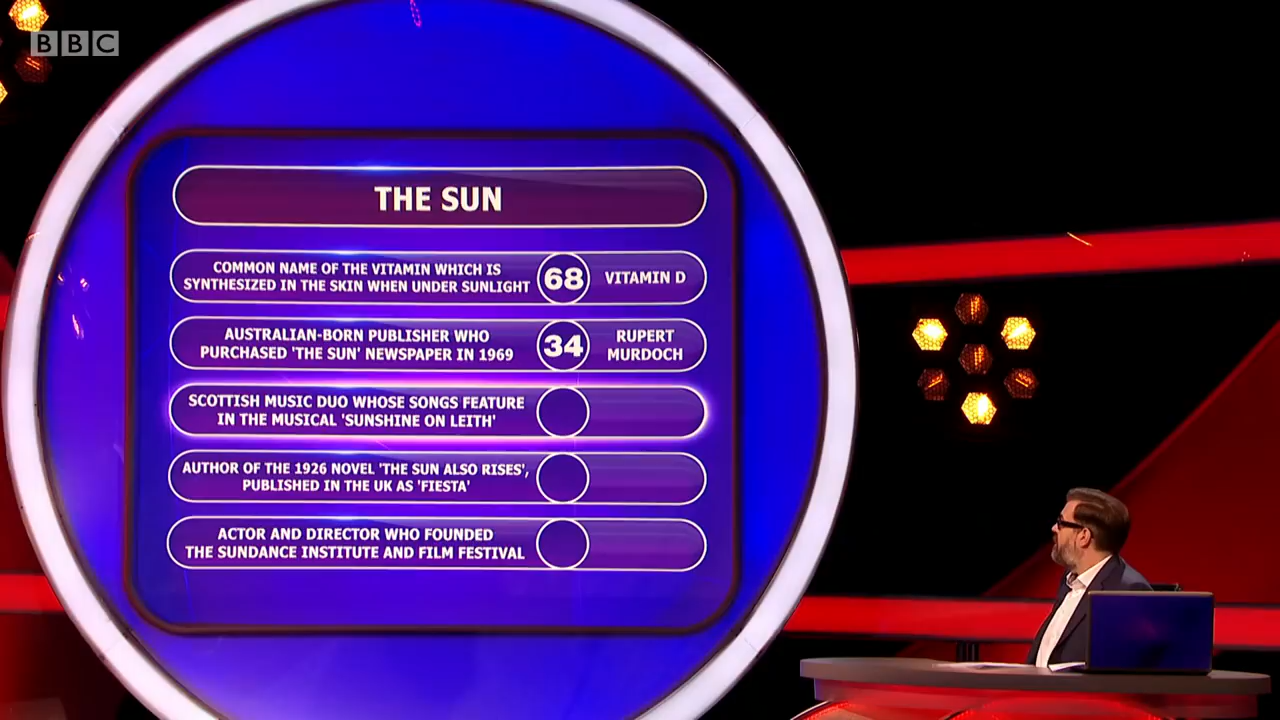 BBC
THE SUN
COMMON NAME OF THE VITAMIN WHICH IS
SYNTHESIZED IN THE SKIN WHEN UNDER SUNLIGHT
68
VITAMIN D
AUSTRALIAN-BORN PUBLISHER WHO
PURCHASED 'THE SUN' NEWSPAPER IN 1969
34
RUPERT
MURDOCH
SCOTTISH MUSIC DUO WHOSE SONGS FEATURE
IN THE MUSICAL 'SUNSHINE ON LEITH'
AUTHOR OF THE 1926 NOVEL 'THE SUN ALSO RISES',
PUBLISHED IN THE UK AS 'FIESTA'
ACTOR AND DIRECTOR WHO FOUNDED
THE SUNDANCE INSTITUTE AND FILM FESTIVAL